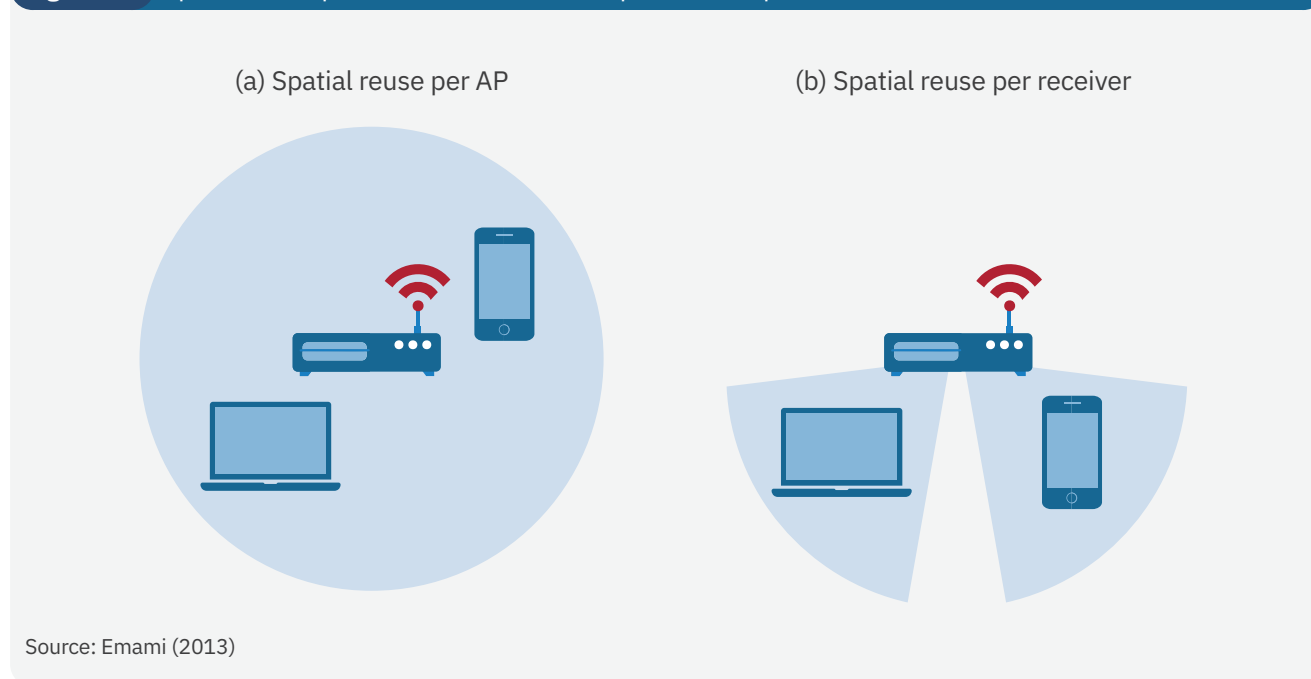 (a) Spatial reuse per AP
(b) Spatial reuse per receiver
Source: Emami (2013)